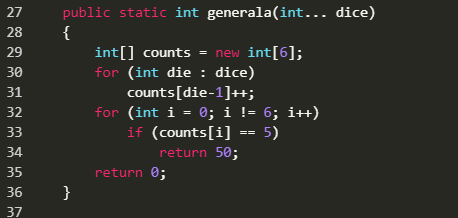 27 public static int generala(int... dice)
28 {
29 int[] counts = new int[6];
30 for (int die : dice)
31 counts[die-1]++;
32 for (int i = 0; i != 6; i++)
33 if (counts[i] == 5)
34 return 50;
35 return 0;
36 }
37